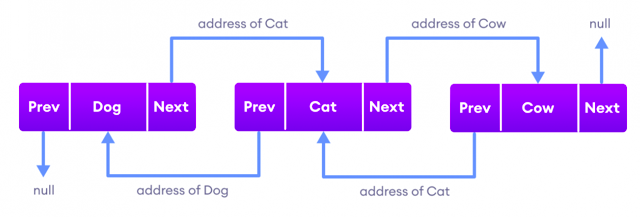 address of Cat
address of Cow
null
Prev Dog Next
Prev Cat Next
Prev Cow Next
null
address of Dog
address of Cat